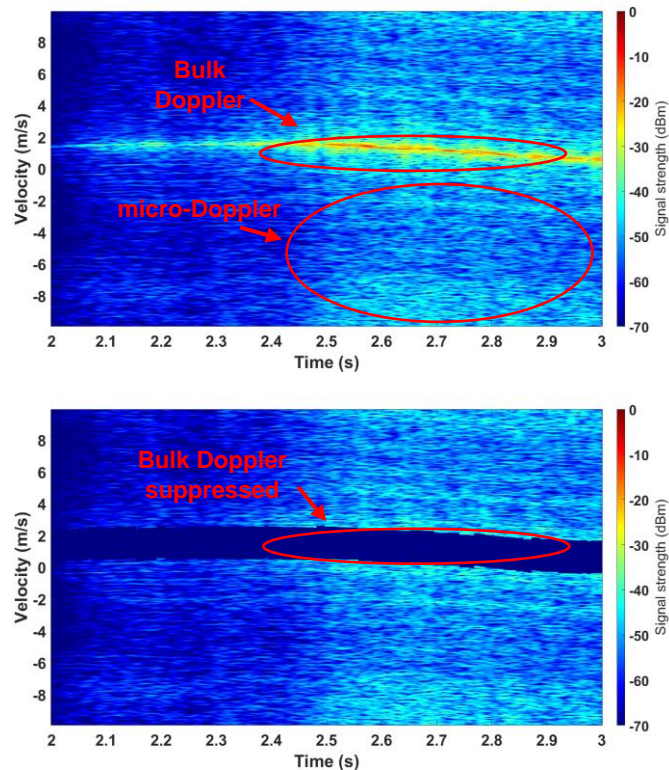 10
8
6
4
2
0
-2
-4
-6
-8
Velocity (m/s)
Bulk
Doppler
micro-Doppler
2 2.1 2.2 2.3 2.4 2.5 2.6 2.7 2.8 2.9 3
Time (s)
0
-10
-20
-30
-40
-50
-60
-70
Signal strength (dBm)
8
6
4
2
0
-2
-4
-6
-8
Velocity (m/s)
Bulk Doppler
suppressed
2 2.1 2.2 2.3 2.4 2.5 2.6 2.7 2.8 2.9 3
Time (s)
0
-10
-20
-30
-40
-50
-60
-70
Signal strength (dBm)